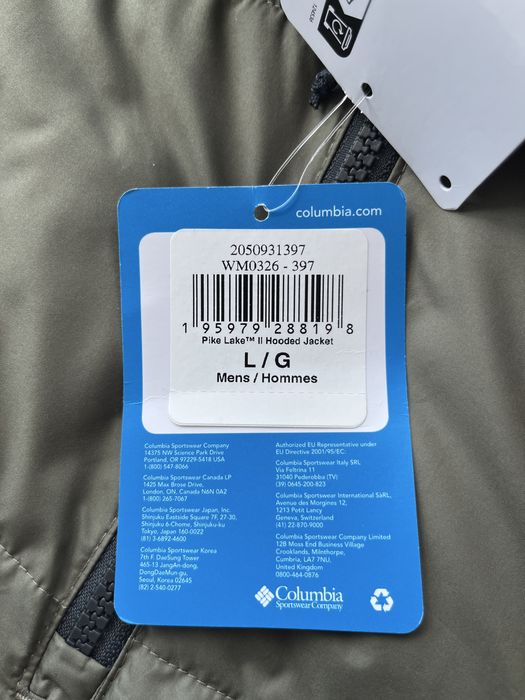 columbia.com
2050931397
WM0326 - 397
1 95979 28819 8
Pike Lake™ II Hooded Jacket
L / G
Mens / Hommes
Columbia Sportswear Company
14375 NW Science Park Drive
Portland, OR 97229-5418 USA
1-(800) 547-8066
Columbia Sportswear Canada LP
1425 Max Brose Drive,
London, ON. Canada N6N 0A2
1-(800) 265-7067
Columbia Sportswear Japan, Inc.
Shinjuku Eastside Square 7F, 27-30,
Shinjuku 6-Chome, Shinjuku-ku
Tokyo 160-0022
(81) 3-6892-4600
Columbia Sportswear Korea
7th F. DaeSung Tower
465-13 JangAn-dong,
DongDaeMun-gu,
Seoul, Korea 02645
(82) 2-540-0277
Authorized EU Representative under
EU Directive 2001/95/EC:
Columbia Sportswear Italy SRL
Via Feltrina 11
31040 Pederobba (TV)
(39) 0645-200-823
Columbia Sportswear International SàRL,
Avenue des Morgines 12,
1213 Petit Lancy
Geneva, Switzerland
(41) 22-870-9000
Columbia Sportswear Company Limited
12B Moss End Business Village
Crooklands, Milnthorpe,
Cumbria, LA7 7NU,
United Kingdom
0800-464-0876
Columbia
Sportswear Company